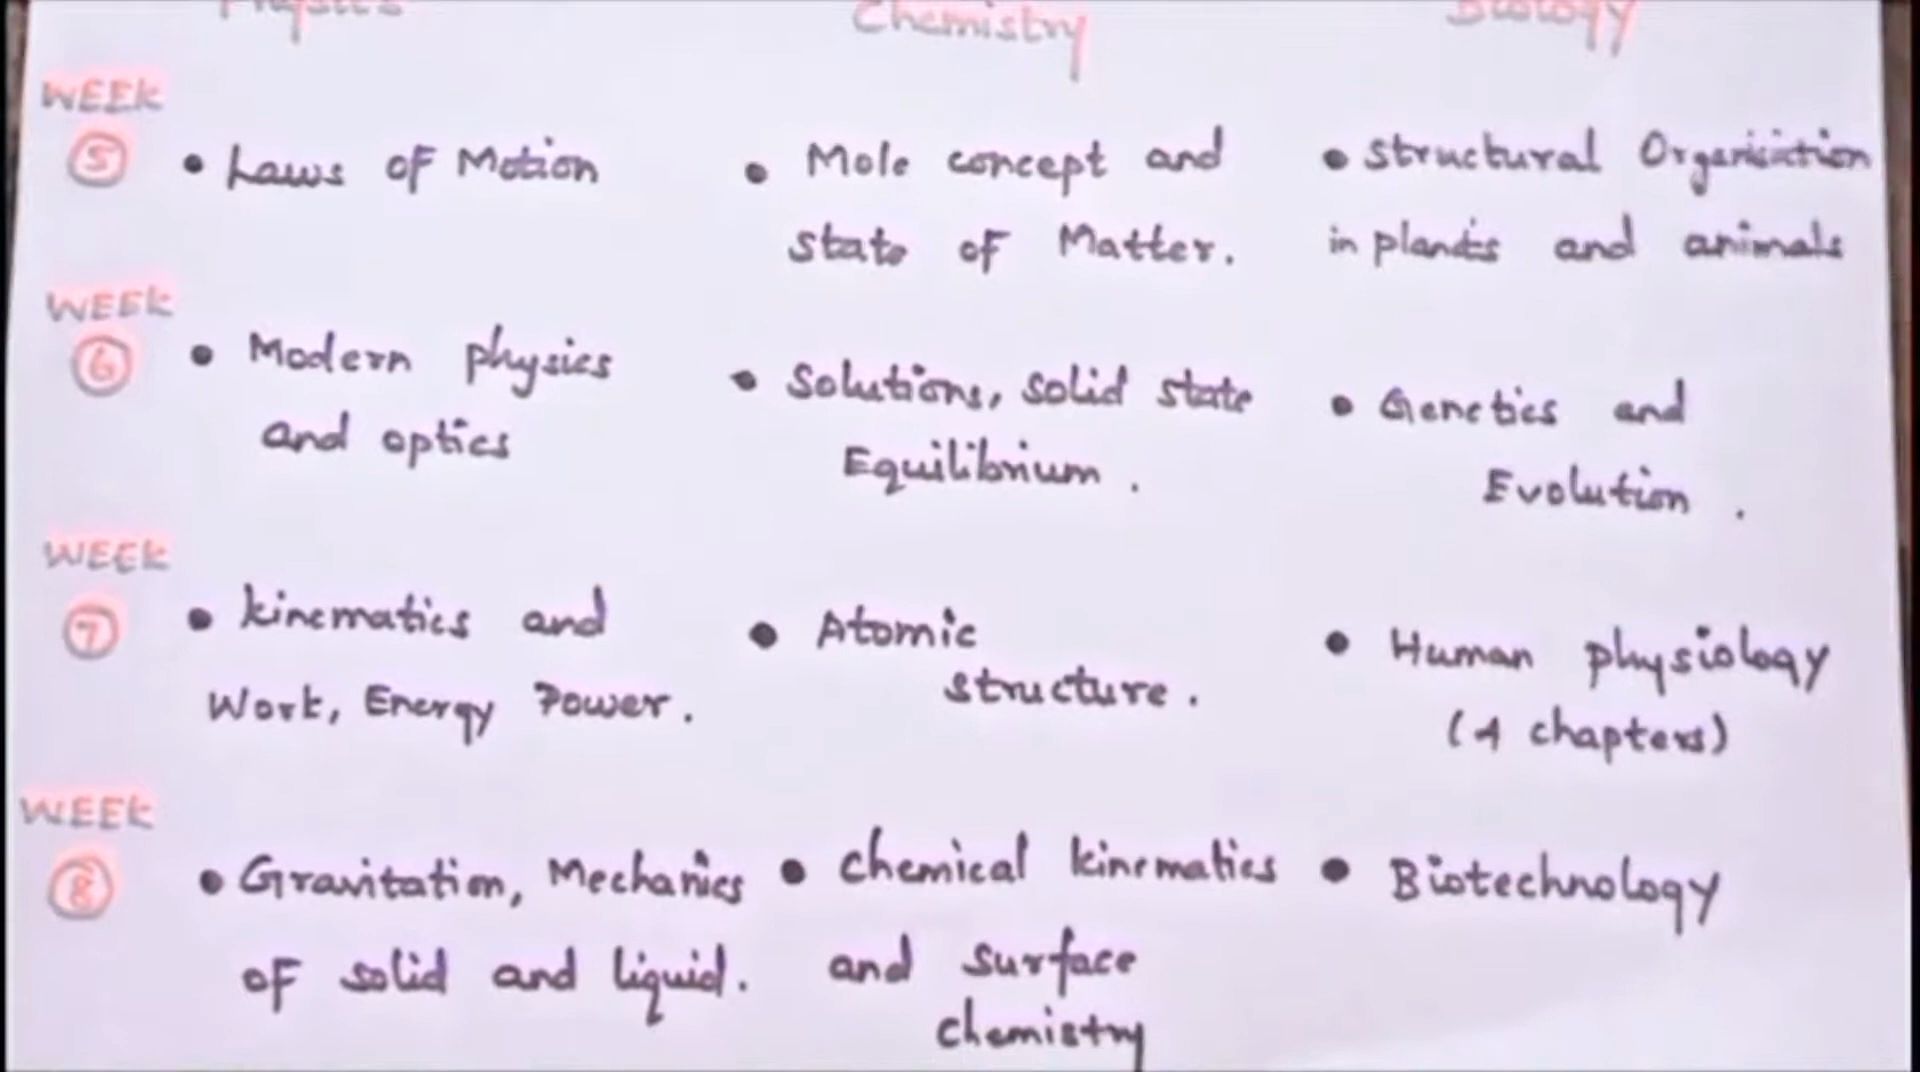 Physics Chemistry Biology
WEEK
5 • Laws of Motion • Mole concept and • Structural Organisation
state of Matter. in plants and animals
WEEK
6 • Modern physics • Solutions, solid state • Genetics and
and optics Equilibrium. Evolution.
WEEK
7 • Kinematics and • Atomic • Human physiology
Work, Energy Power. structure. (4 chapters)
WEEK
8 • Gravitation, Mechanics • Chemical kinematics • Biotechnology
of solid and liquid. and surface
chemistry